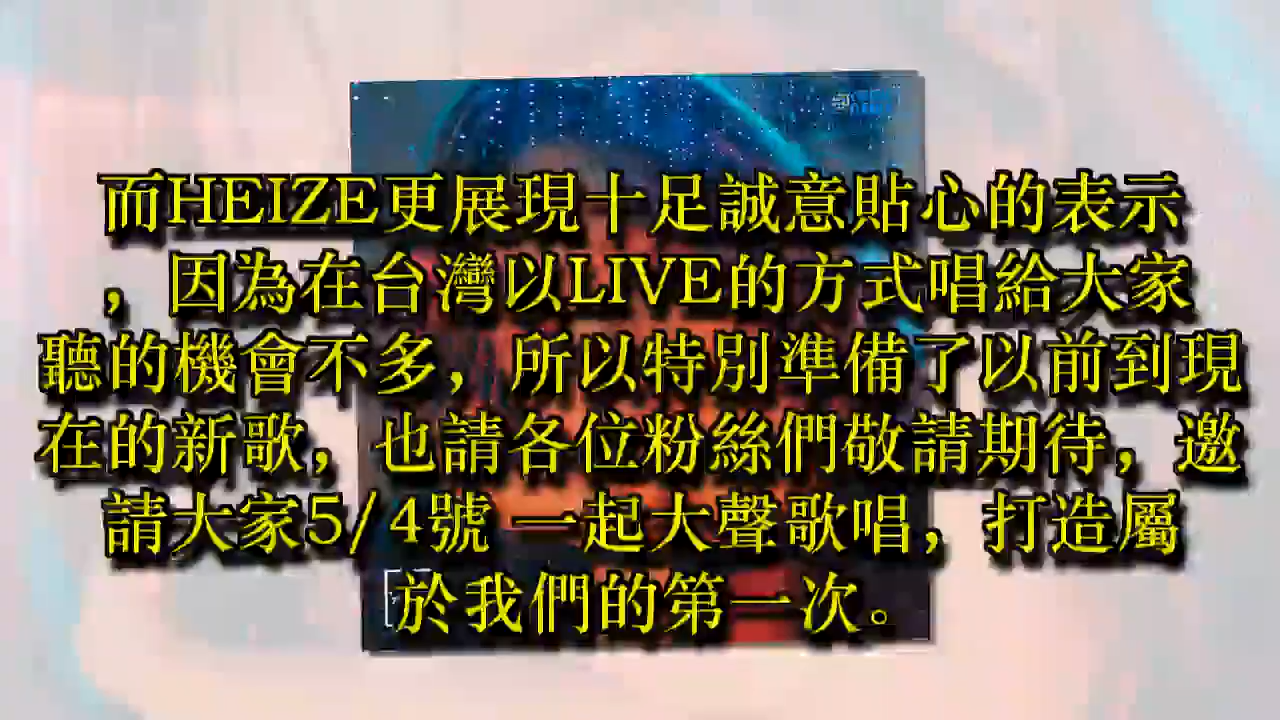 而HEIZE更展現十足誠意貼心的表示
，因為在台灣以LIVE的方式唱給大家
聽的機會不多，所以特別準備了以前到現
在的新歌，也請各位粉絲們敬請期待，邀
請大家5/4號 一起大聲歌唱，打造屬
於我們的第一次。